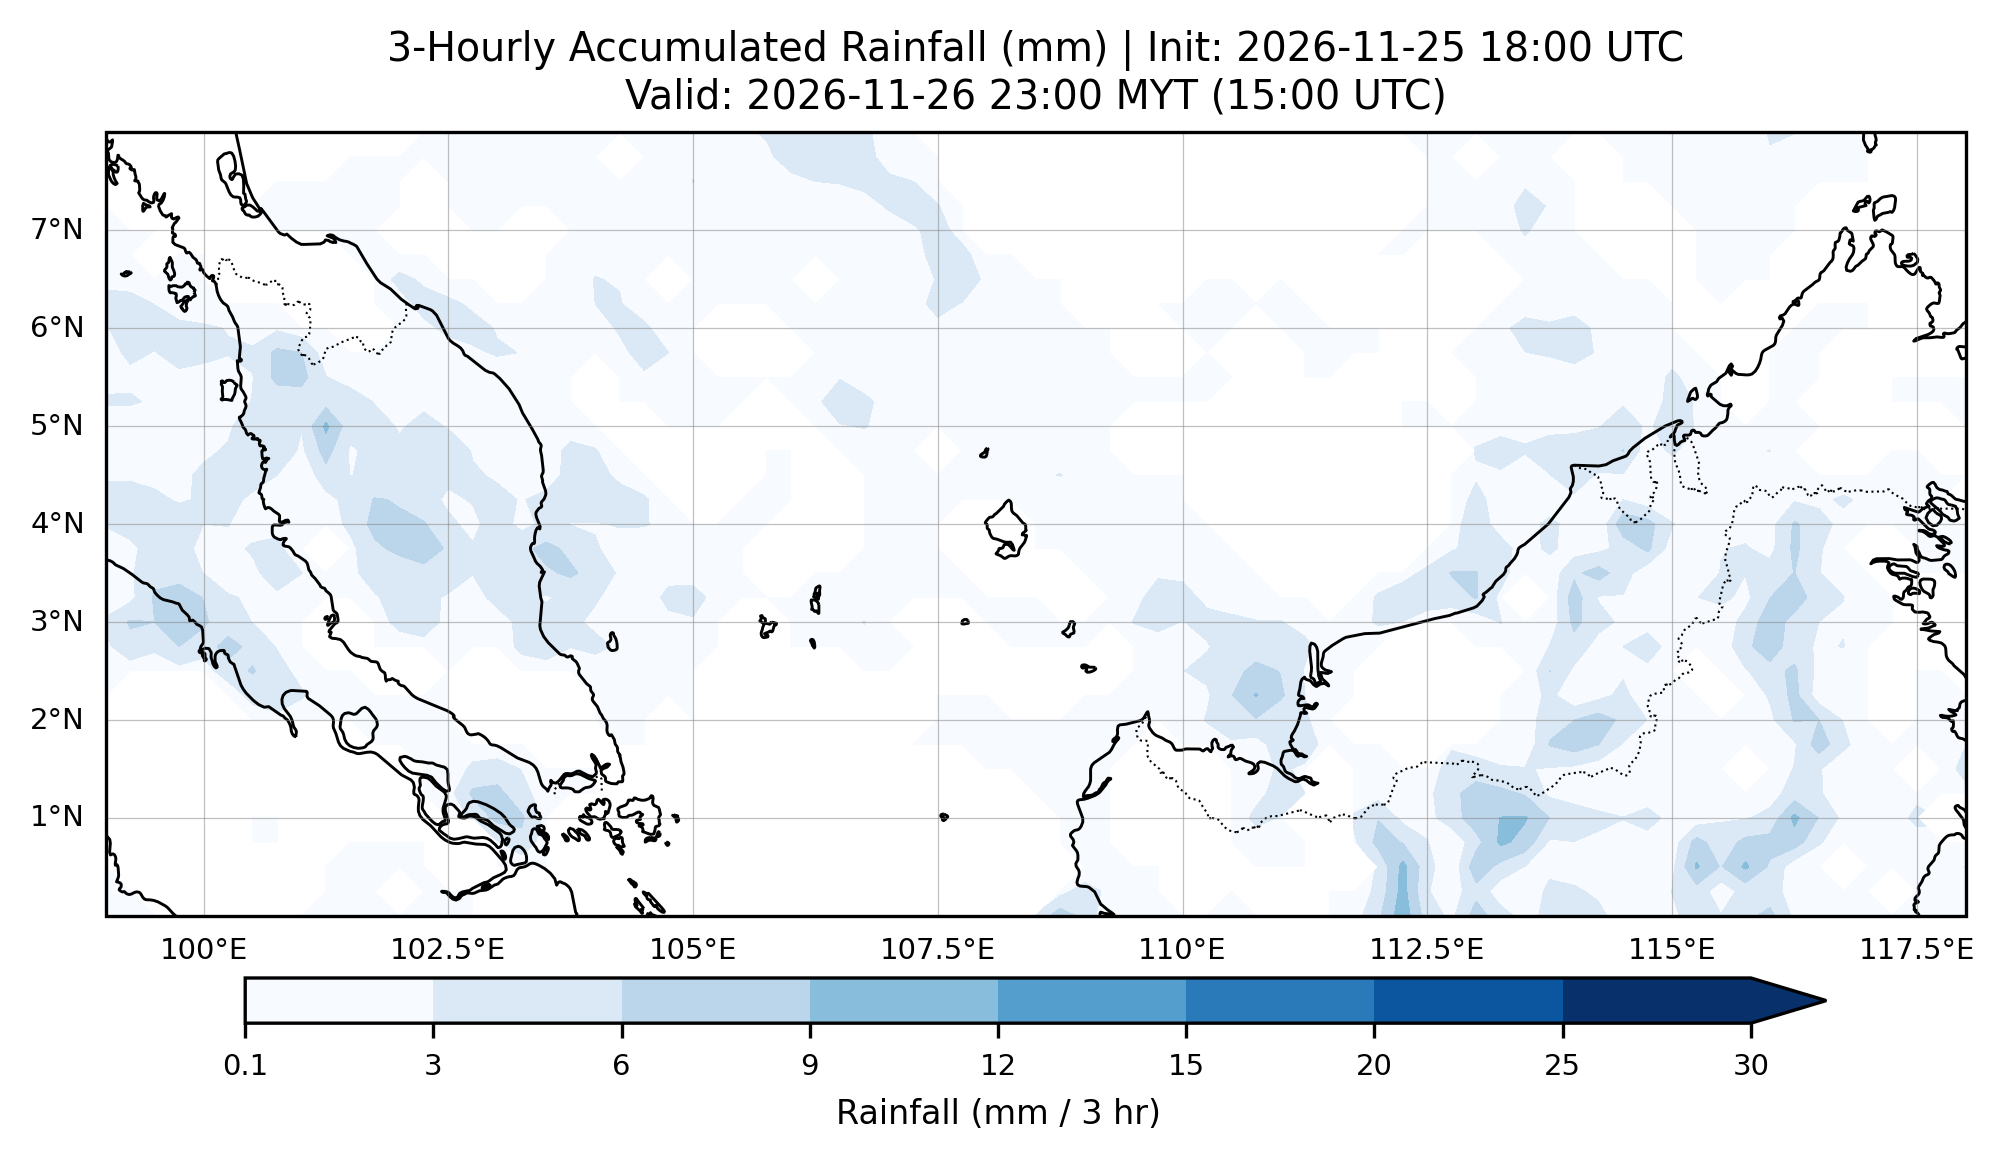 3-Hourly Accumulated Rainfall (mm) | Init: 2026-11-25 18:00 UTC
Valid: 2026-11-26 23:00 MYT (15:00 UTC)
7°N
6°N
5°N
4°N
3°N
2°N
1°N
100°E 102.5°E 105°E 107.5°E 110°E 112.5°E 115°E 117.5°E
0.1 3 6 9 12 15 20 25 30
Rainfall (mm / 3 hr)